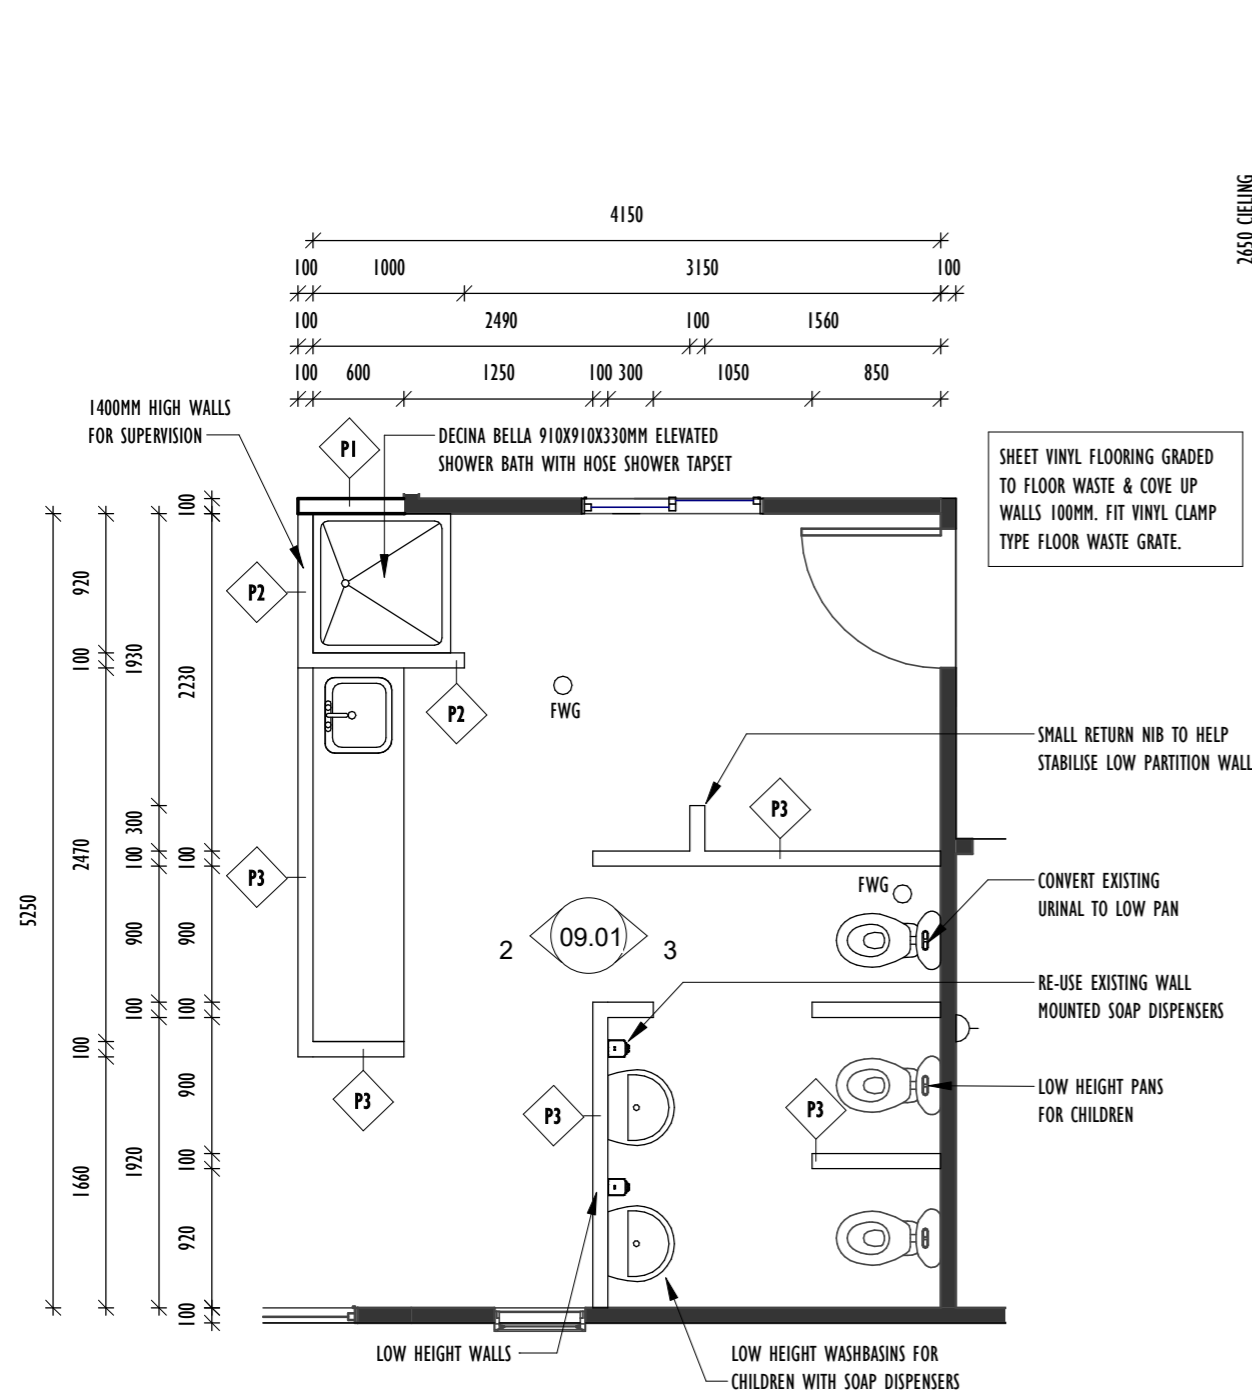 2650 CIELING
4150
100 1000 3150 100
100 2490 100 1560
100 600 1250 100 300 1050 850
1400MM HIGH WALLS
FOR SUPERVISION
P1
DECINA BELLA 910X910X330MM ELEVATED
SHOWER BATH WITH HOSE SHOWER TAPSET
SHEET VINYL FLOORING GRADED
TO FLOOR WASTE & COVE UP
WALLS 100MM. FIT VINYL CLAMP
TYPE FLOOR WASTE GRATE.
5250
920
100
2470
100
1660
1930
300
100
900
100
1920
100
2230
100
900
100
900
100
920
100
P2
P2
FWG
SMALL RETURN NIB TO HELP
STABILISE LOW PARTITION WALL
P3
P3
FWG
CONVERT EXISTING
URINAL TO LOW PAN
2 09.01 3
RE-USE EXISTING WALL
MOUNTED SOAP DISPENSERS
P3
P3
P3
LOW HEIGHT PANS
FOR CHILDREN
LOW HEIGHT WALLS
LOW HEIGHT WASHBASINS FOR
CHILDREN WITH SOAP DISPENSERS